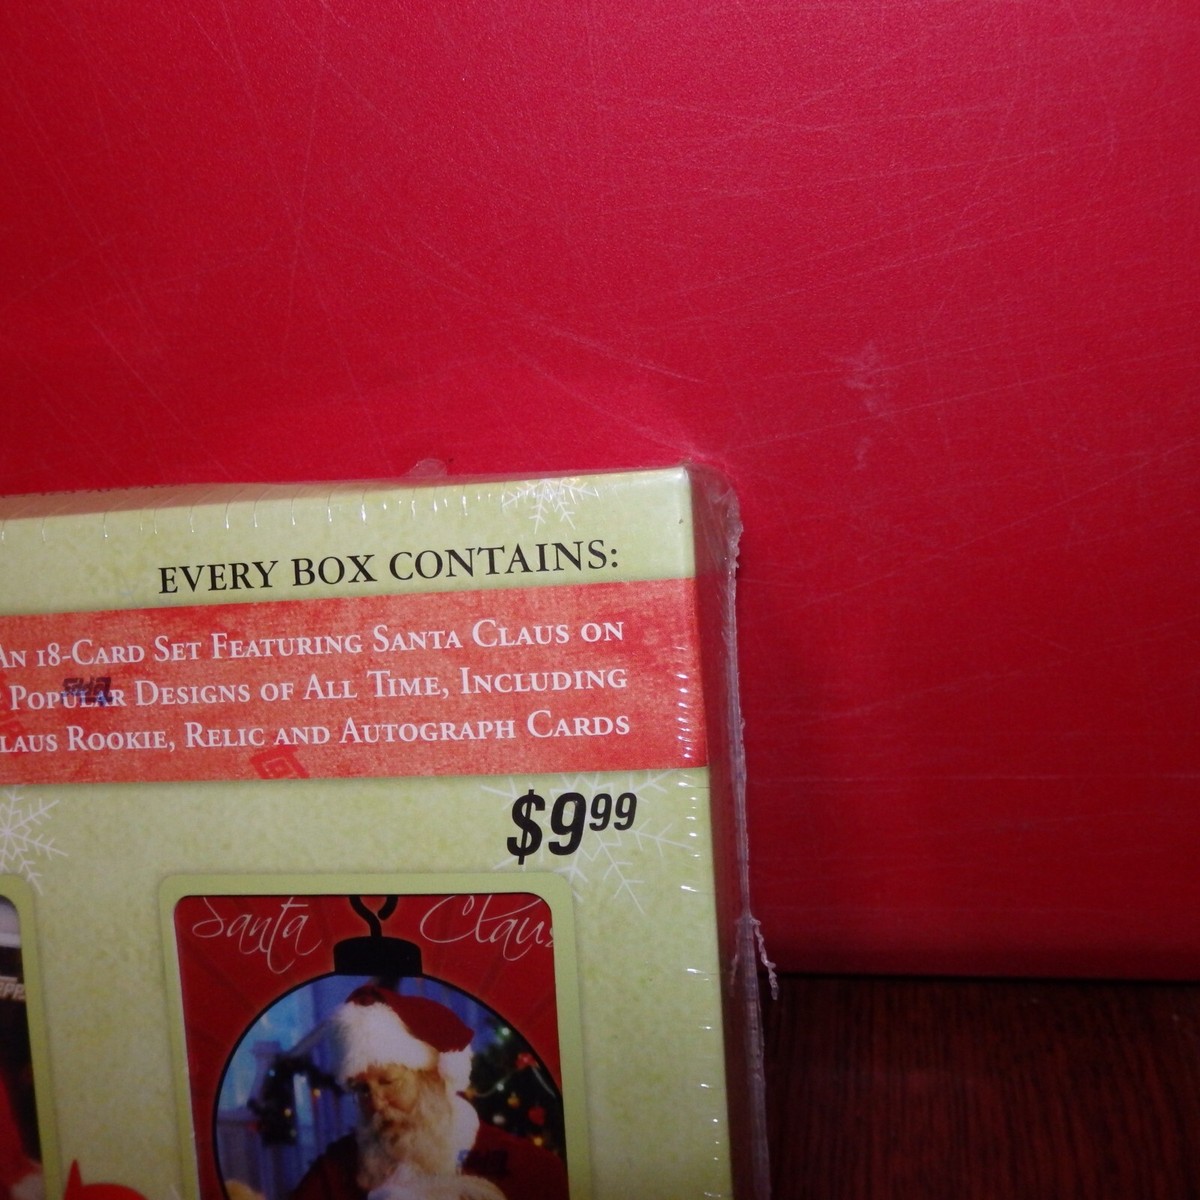 EVERY BOX CONTAINS:
AN 18-CARD SET FEATURING SANTA CLAUS ON
POPULAR DESIGNS OF ALL TIME, INCLUDING
LAUS ROOKIE, RELIC AND AUTOGRAPH CARDS
$9.99
Santa Claus